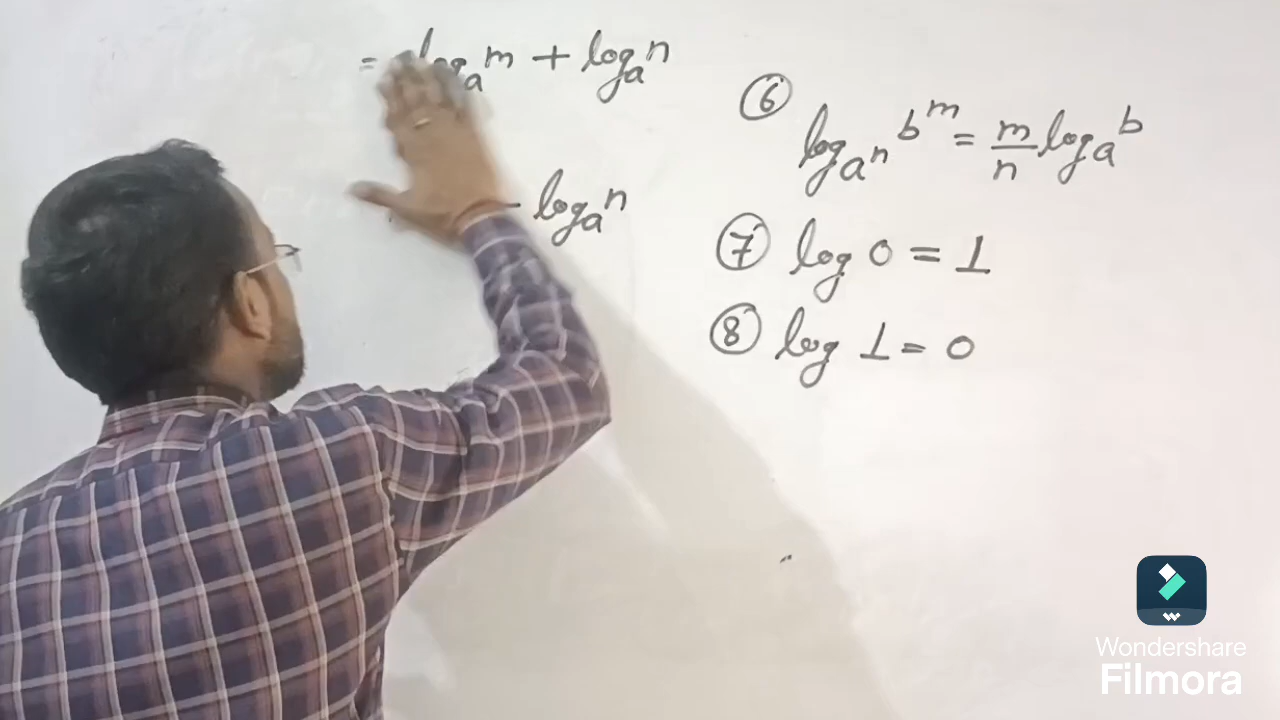 = log_a m + log_a n
- log_a n
⑥ log_{a^n} b^m = m/n log_a b
⑦ log 0 = 1
⑧ log 1 = 0
Wondershare
Filmora